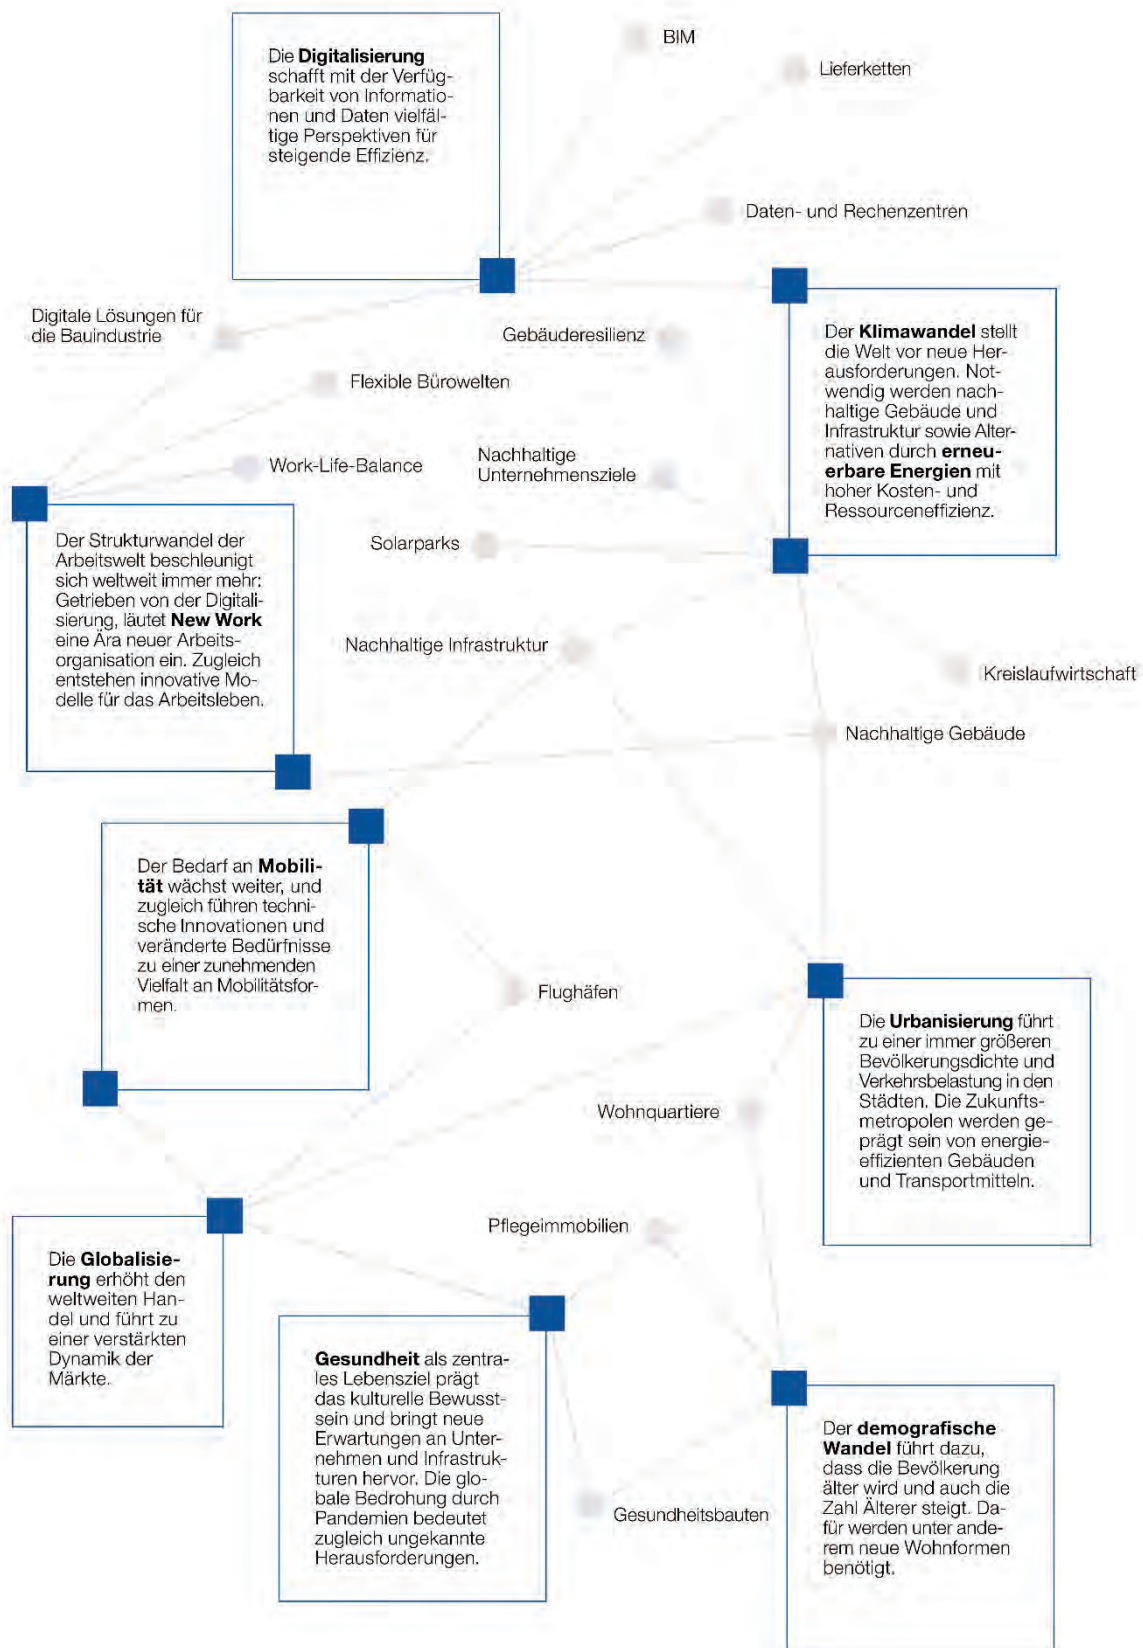 Die Digitalisierung
schafft mit der Verfüg-
barkeit von Informatio-
nen und Daten vielfäl-
tige Perspektiven für
steigende Effizienz.
BIM
Lieferketten
Daten- und Rechenzentren
Digitale Lösungen für
die Bauindustrie
Gebäuderesilienz
Flexible Bürowelten
Work-Life-Balance
Nachhaltige
Unternehmensziele
Der Klimawandel stellt
die Welt vor neue Her-
ausforderungen. Not-
wendig werden nach-
haltige Gebäude und
Infrastruktur sowie Alter-
nativen durch erneu-
erbare Energien mit
hoher Kosten- und
Ressourceneffizienz.
Der Strukturwandel der
Arbeitswelt beschleunigt
sich weltweit immer mehr:
Getrieben von der Digitali-
sierung, läutet New Work
eine Ära neuer Arbeits-
organisation ein. Zugleich
entstehen innovative Mo-
delle für das Arbeitsleben.
Solarparks
Nachhaltige Infrastruktur
Kreislaufwirtschaft
Nachhaltige Gebäude
Der Bedarf an Mobili-
tät wächst weiter, und
zugleich führen techni-
sche Innovationen und
veränderte Bedürfnisse
zu einer zunehmenden
Vielfalt an Mobilitätsfor-
men.
Flughäfen
Die Urbanisierung führt
zu einer immer größeren
Bevölkerungsdichte und
Verkehrsbelastung in den
Städten. Die Zukunfts-
metropolen werden ge-
prägt sein von energie-
effizienten Gebäuden
und Transportmitteln.
Wohnquartiere
Pflegeimmobilien
Die Globalisie-
rung erhöht den
weltweiten Han-
del und führt zu
einer verstärkten
Dynamik der
Märkte.
Gesundheit als zentra-
les Lebensziel prägt
das kulturelle Bewusst-
sein und bringt neue
Erwartungen an Unter-
nehmen und Infrastruk-
turen hervor. Die glo-
bale Bedrohung durch
Pandemien bedeutet
zugleich ungekannte
Herausforderungen.
Gesundheitsbauten
Der demografische
Wandel führt dazu,
dass die Bevölkerung
älter wird und auch die
Zahl Älterer steigt. Da-
für werden unter ande-
rem neue Wohnformen
benötigt.